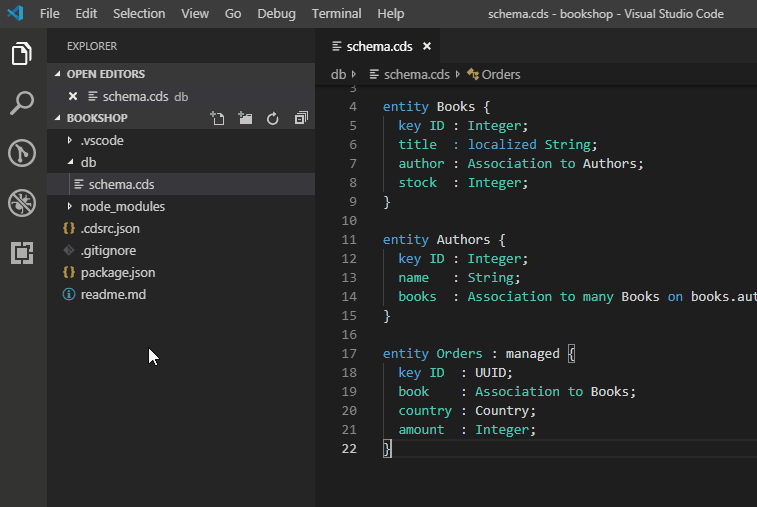 File Edit Selection View Go Debug Terminal Help schema.cds - bookshop - Visual Studio Code
EXPLORER
OPEN EDITORS
schema.cds db
BOOKSHOP
.vscode
db
schema.cds
node_modules
.cdsrc.json
.gitignore
package.json
readme.md
schema.cds
db schema.cds Orders
3
4 entity Books {
5 key ID : Integer;
6 title  : localized String;
7 author : Association to Authors;
8 stock  : Integer;
9 }
10
11 entity Authors {
12 key ID : Integer;
13 name   : String;
14 books  : Association to many Books on books.aut
15 }
16
17 entity Orders : managed {
18 key ID  : UUID;
19 book    : Association to Books;
20 country : Country;
21 amount  : Integer;
22 }